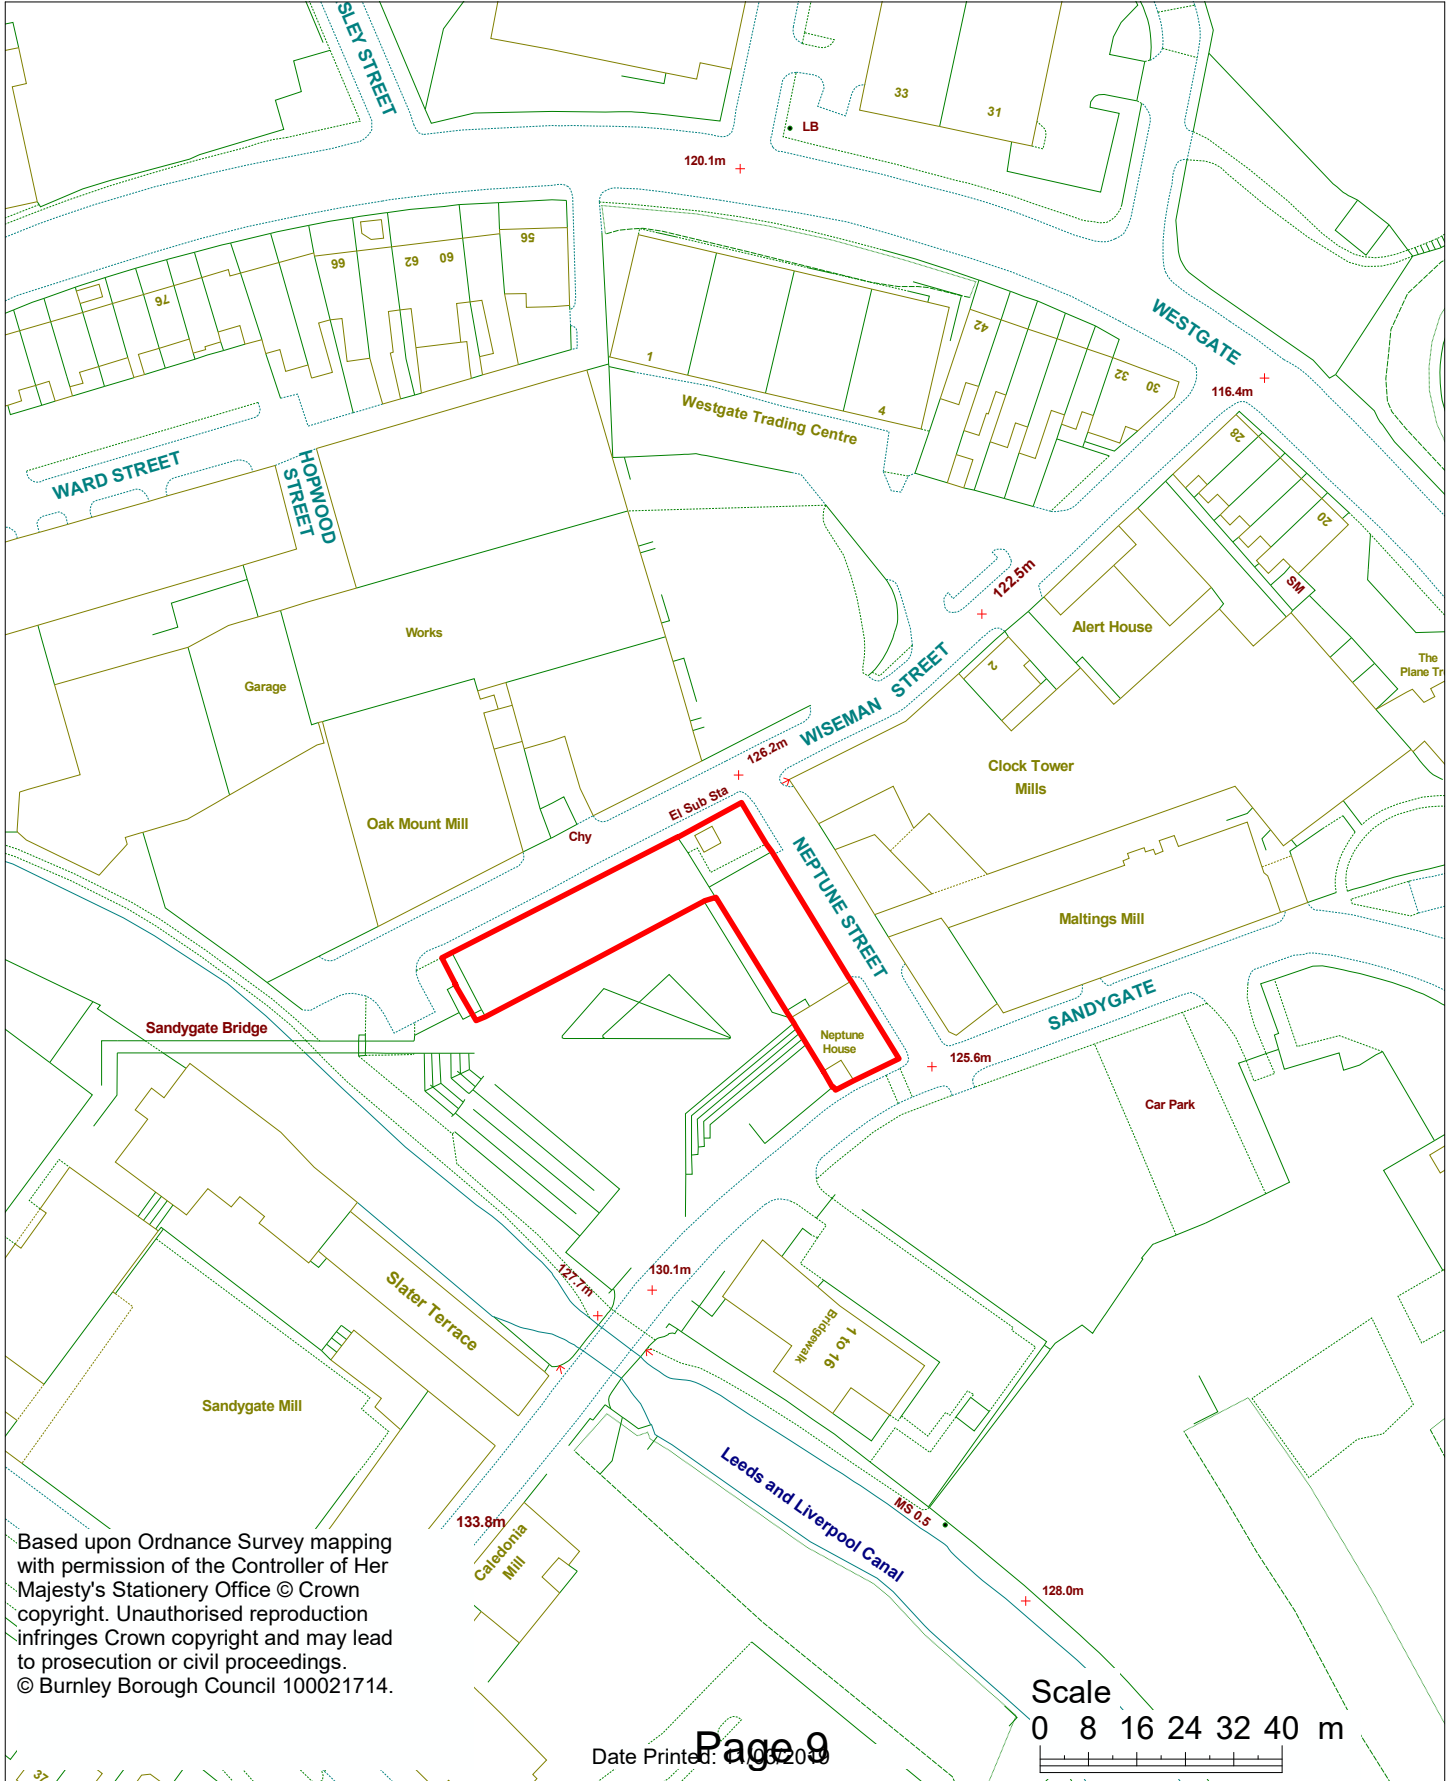 SLEY STREET
33
31
LB
120.1m
56
60
62
66
76
WESTGATE
116.4m
42
32
30
1
4
Westgate Trading Centre
28
20
SM
WARD STREET
HOPWOOD
STREET
122.5m
Works
Alert House
The
Plane Tr
Garage
2
WISEMAN STREET
126.2m
Clock Tower
Mills
El Sub Sta
Oak Mount Mill
Chy
NEPTUNE STREET
Maltings Mill
SANDYGATE
Sandygate Bridge
Neptune
House
125.6m
Car Park
127.7m
130.1m
Slater Terrace
1 to 16
Bridgewalk
Sandygate Mill
Leeds and Liverpool Canal
MS 0.5
133.8m
Caledonia
Mill
128.0m
Based upon Ordnance Survey mapping
with permission of the Controller of Her
Majesty's Stationery Office © Crown
copyright. Unauthorised reproduction
infringes Crown copyright and may lead
to prosecution or civil proceedings.
© Burnley Borough Council 100021714.
Scale
0 8 16 24 32 40 m
Page 9
Date Printed:
37